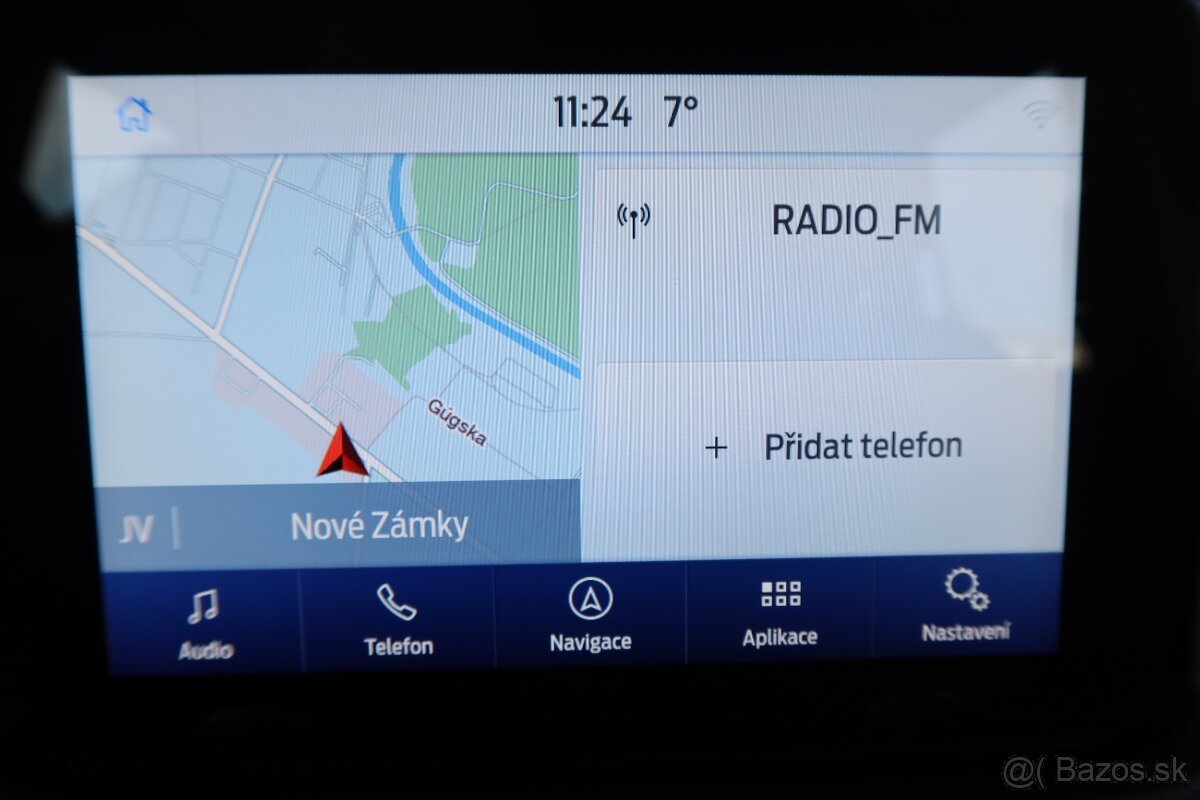 11:24 7°
RADIO_FM
Gúgska
+ Přidat telefon
JV | Nové Zámky
Audio
Telefon
Navigace
Aplikace
Nastavení
@( Bazos.sk